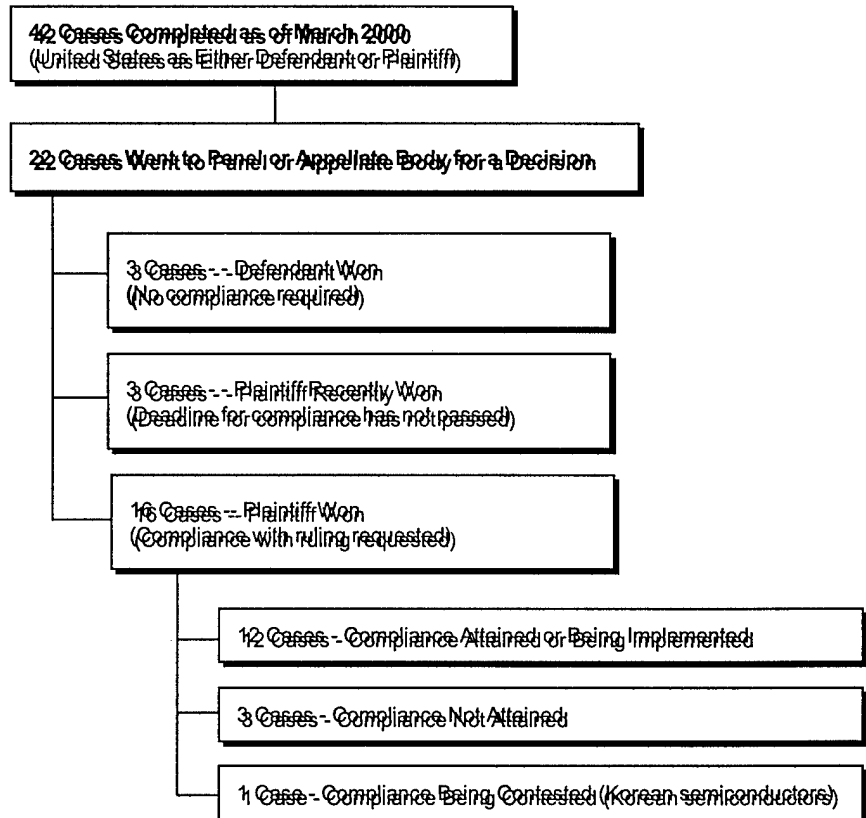 42 Cases Completed as of March 2000
(United States as Either Defendant or Plaintiff)
22 Cases Went to Panel or Appellate Body for a Decision
3 Cases - - Defendant Won
(No compliance required)
3 Cases - - Plaintiff Recently Won
(Deadline for compliance has not passed)
16 Cases -- Plaintiff Won
(Compliance with ruling requested)
12 Cases - Compliance Attained or Being Implemented
3 Cases - Compliance Not Attained
1 Case - Compliance Being Contested (Korean semiconductors)